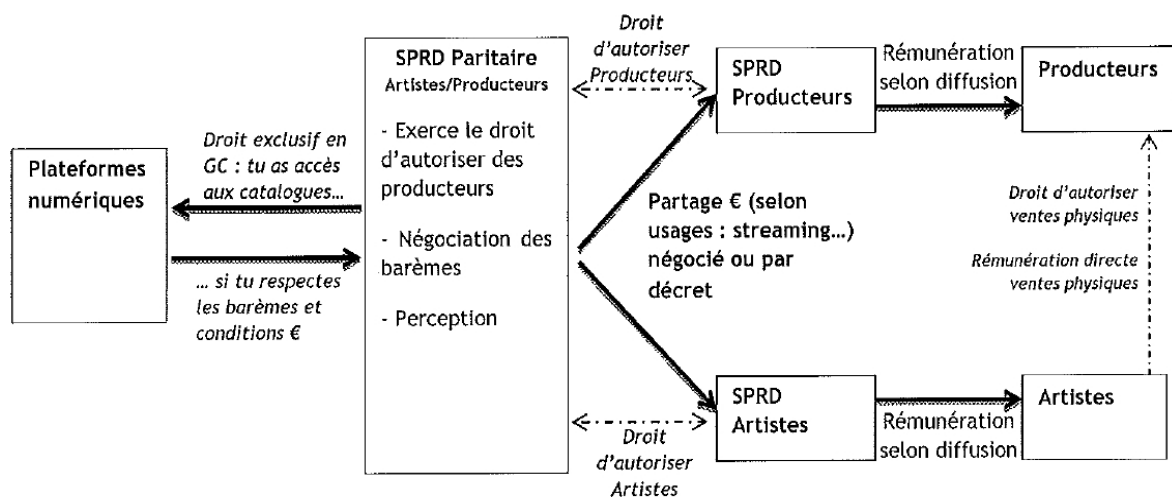 Plateformes
numériques
Droit exclusif en
GC : tu as accès
aux catalogues…
… si tu respectes
les barèmes et
conditions €
SPRD Paritaire
Artistes/Producteurs
- Exerce le droit
d'autoriser des
producteurs
- Négociation des
barèmes
- Perception
Droit
d'autoriser
Producteurs
SPRD
Producteurs
Rémunération
selon diffusion
Producteurs
Partage € (selon
usages : streaming…)
négocié ou par
décret
Droit d'autoriser
ventes physiques
Rémunération directe
ventes physiques
Droit
d'autoriser
Artistes
SPRD
Artistes
Rémunération
selon diffusion
Artistes